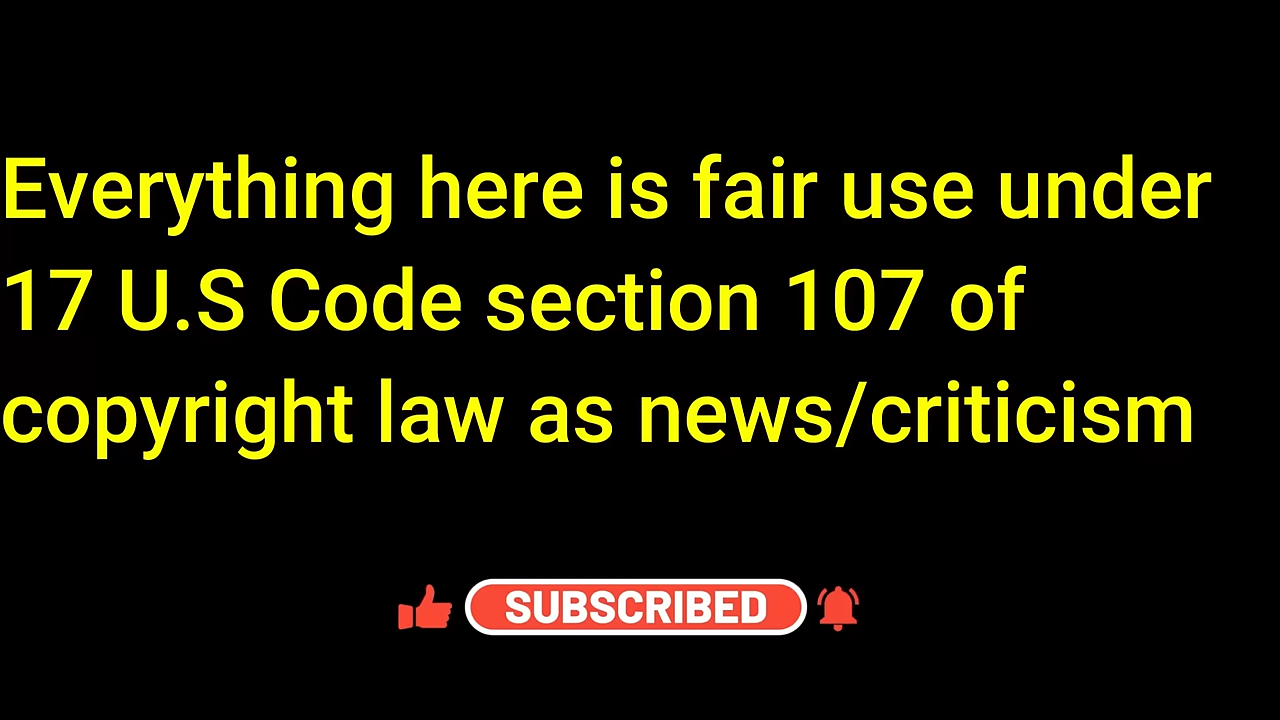 Everything here is fair use under
17 U.S Code section 107 of
copyright law as news/criticism
SUBSCRIBED